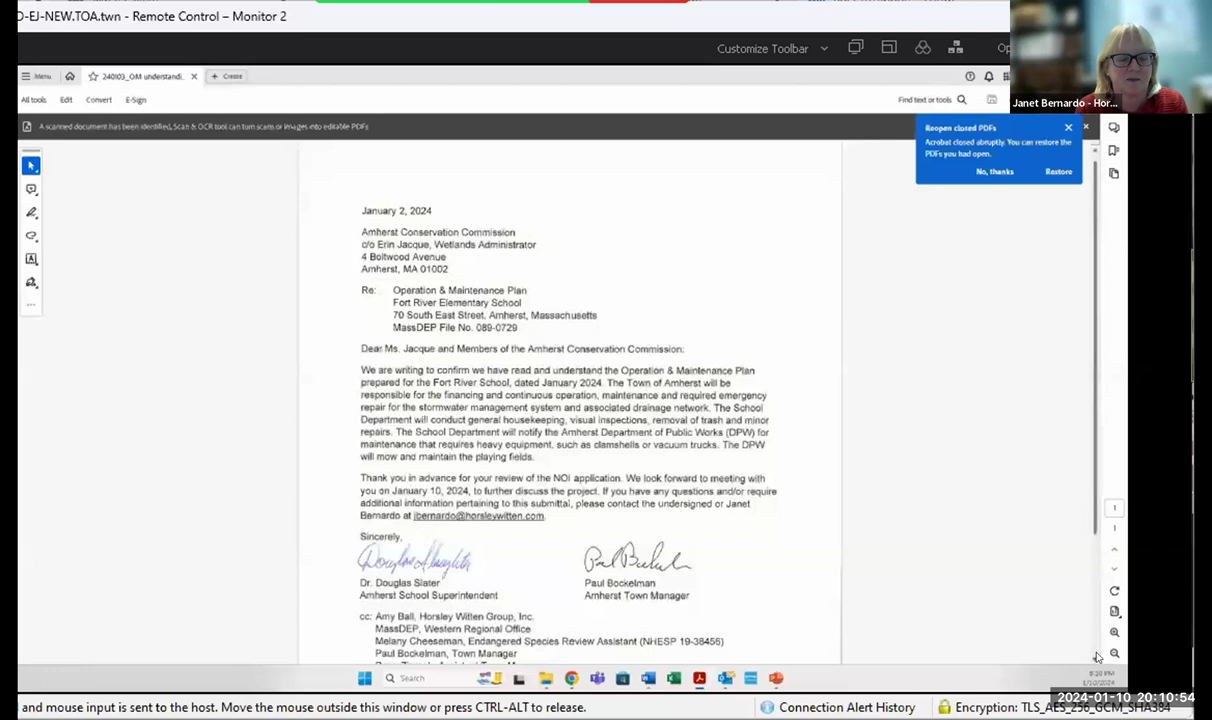 D-EJ-NEW.TOA.twn - Remote Control – Monitor 2
Customize Toolbar
Janet Bernardo - Hor...
Menu
240103_OM understandi...
Create
All tools Edit Convert E-Sign
Find text or tools
A scanned document has been identified, Scan & OCR tool can turn scans or images into editable PDFs
Reopen closed PDFs
Acrobat closed abruptly. You can restore the
PDFs you had open.
No, thanks Restore
January 2, 2024
Amherst Conservation Commission
c/o Erin Jacque, Wetlands Administrator
4 Boltwood Avenue
Amherst, MA 01002
Re: Operation & Maintenance Plan
Fort River Elementary School
70 South East Street, Amherst, Massachusetts
MassDEP File No. 089-0729
Dear Ms. Jacque and Members of the Amherst Conservation Commission:
We are writing to confirm we have read and understand the Operation & Maintenance Plan
prepared for the Fort River School, dated January 2024. The Town of Amherst will be
responsible for the financing and continuous operation, maintenance and required emergency
repair for the stormwater management system and associated drainage network. The School
Department will conduct general housekeeping, visual inspections, removal of trash and minor
repairs. The School Department will notify the Amherst Department of Public Works (DPW) for
maintenance that requires heavy equipment, such as clamshells or vacuum trucks. The DPW
will mow and maintain the playing fields.
Thank you in advance for your review of the NOI application. We look forward to meeting with
you on January 10, 2024, to further discuss the project. If you have any questions and/or require
additional information pertaining to this submittal, please contact the undersigned or Janet
Bernardo at jbernardo@horsleywitten.com.
Sincerely,
Dr. Douglas Slater
Amherst School Superintendent
Paul Bockelman
Amherst Town Manager
cc: Amy Ball, Horsley Witten Group, Inc.
MassDEP, Western Regional Office
Melany Cheeseman, Endangered Species Review Assistant (NHESP 19-38456)
Paul Bockelman, Town Manager
1
1
Search
1/10/2024
2024-01-10 20:10:54
and mouse input is sent to the host. Move the mouse outside this window or press CTRL-ALT to release.
Connection Alert History
Encryption: TLS_AES_256_GCM_SHA384